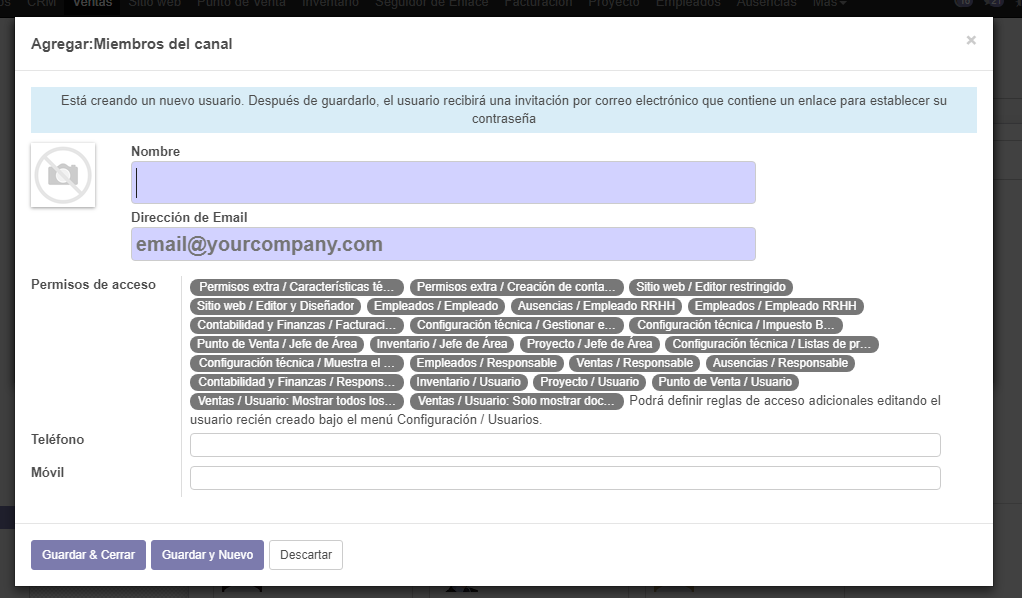 CRM Ventas Sitio web Punto de Venta Inventario Seguidor de Enlace Facturación Proyecto Empleados Ausencias Más
Agregar:Miembros del canal
×
Está creando un nuevo usuario. Después de guardarlo, el usuario recibirá una invitación por correo electrónico que contiene un enlace para establecer su
contraseña
Nombre
Dirección de Email
email@yourcompany.com
Permisos de acceso
Permisos extra / Características té... Permisos extra / Creación de conta... Sitio web / Editor restringido
Sitio web / Editor y Diseñador Empleados / Empleado Ausencias / Empleado RRHH Empleados / Empleado RRHH
Contabilidad y Finanzas / Facturaci... Configuración técnica / Gestionar e... Configuración técnica / Impuesto B...
Punto de Venta / Jefe de Área Inventario / Jefe de Área Proyecto / Jefe de Área Configuración técnica / Listas de pr...
Configuración técnica / Muestra el ... Empleados / Responsable Ventas / Responsable Ausencias / Responsable
Contabilidad y Finanzas / Respons... Inventario / Usuario Proyecto / Usuario Punto de Venta / Usuario
Ventas / Usuario: Mostrar todos los... Ventas / Usuario: Solo mostrar doc... Podrá definir reglas de acceso adicionales editando el
usuario recién creado bajo el menú Configuración / Usuarios.
Teléfono
Móvil
Guardar & Cerrar Guardar y Nuevo Descartar